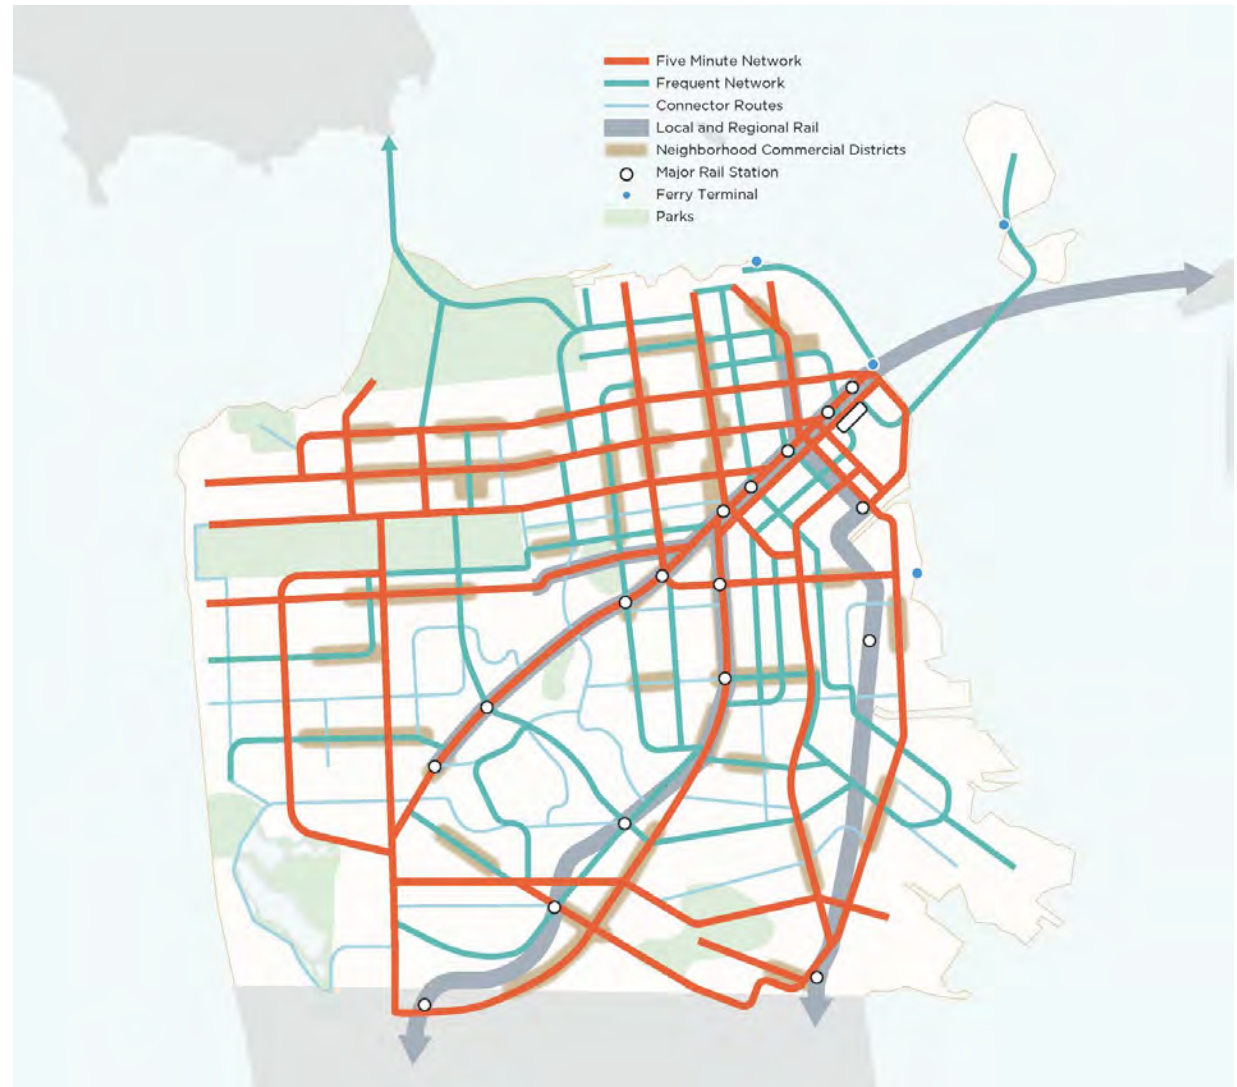 Five Minute Network
Frequent Network
Connector Routes
Local and Regional Rail
Neighborhood Commercial Districts
Major Rail Station
Ferry Terminal
Parks